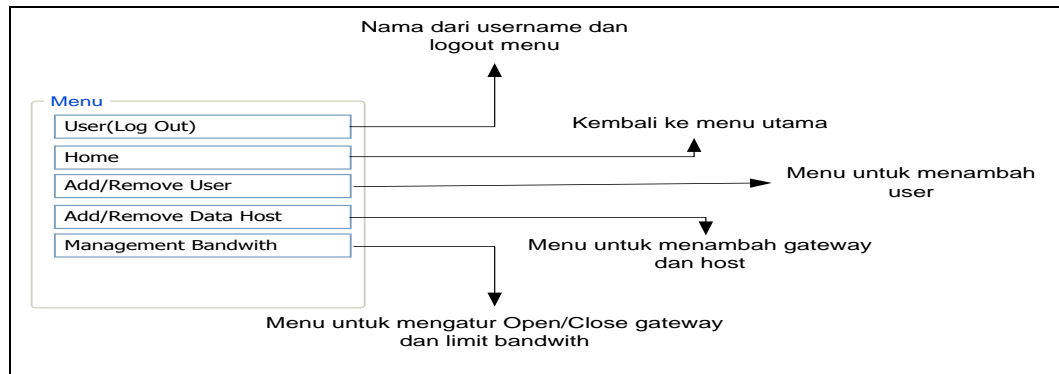 Nama dari username dan
logout menu
Menu
User(Log Out)
Kembali ke menu utama
Home
Menu untuk menambah
user
Add/Remove User
Add/Remove Data Host
Menu untuk menambah gateway
dan host
Management Bandwith
Menu untuk mengatur Open/Close gateway
dan limit bandwith